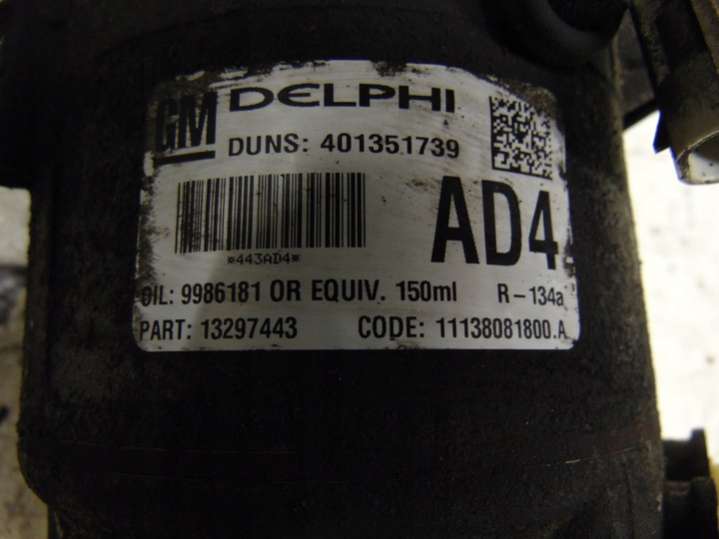 GM DELPHI
DUNS: 401351739
*443AD4*
AD4
OIL: 9986181 OR EQUIV. 150ml R-134a
PART: 13297443 CODE: 11138081800.A